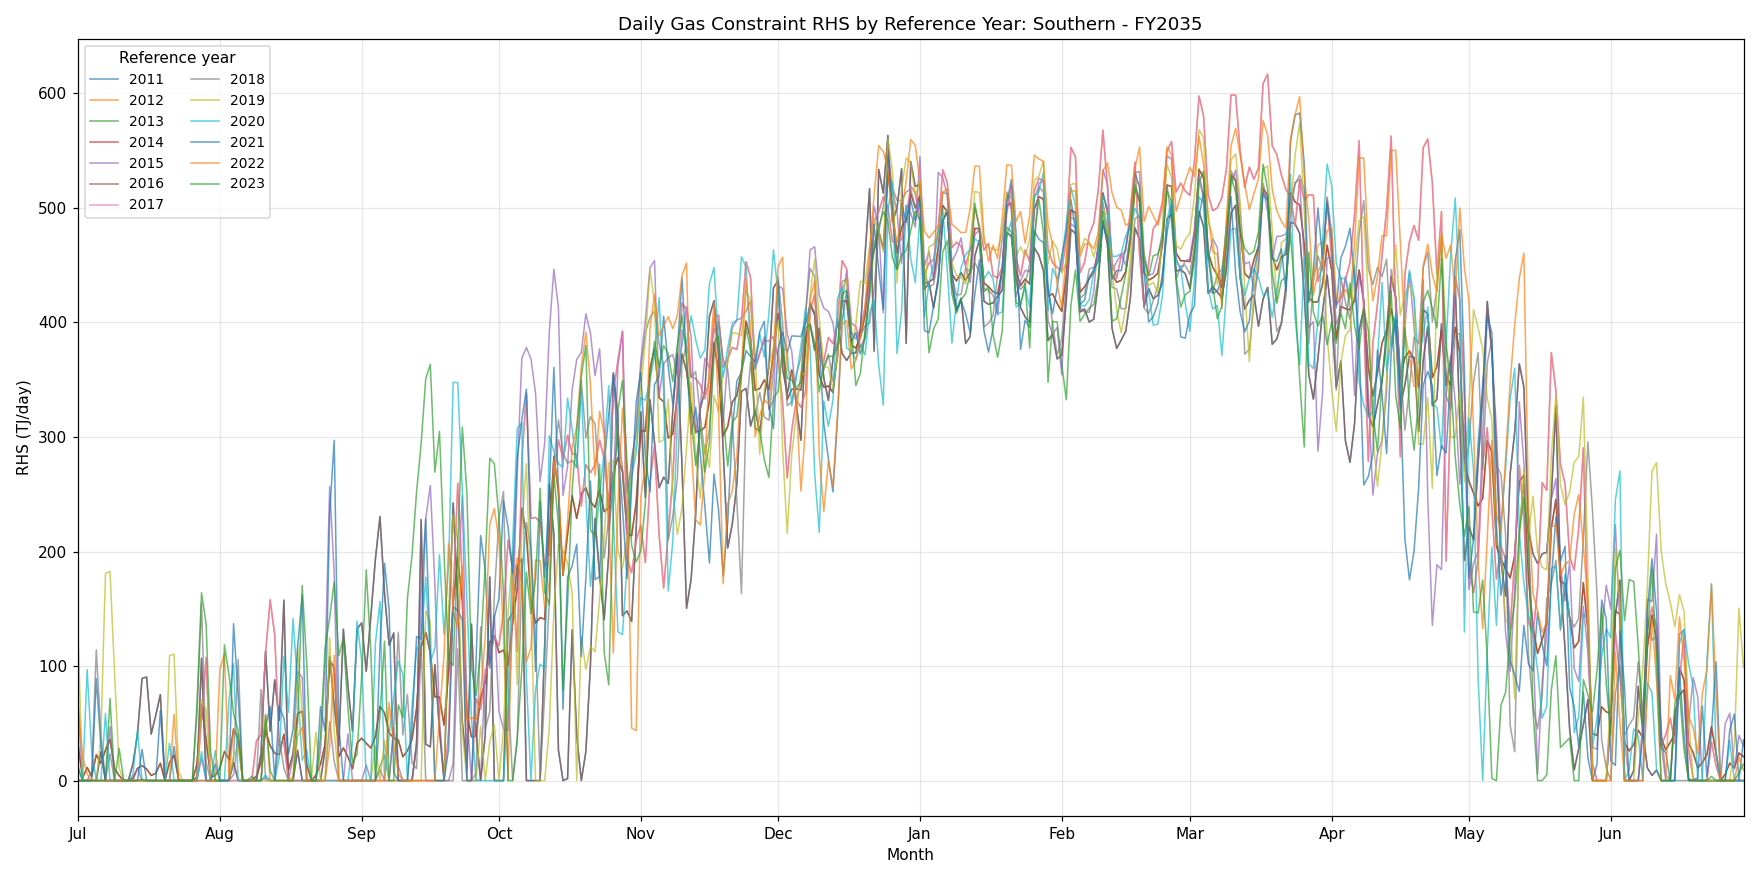 Daily Gas Constraint RHS by Reference Year: Southern - FY2035
Reference year
2011 2018
2012 2019
2013 2020
2014 2021
2015 2022
2016 2023
2017
RHS (TJ/day)
600
500
400
300
200
100
0
Jul Aug Sep Oct Nov Dec Jan Feb Mar Apr May Jun
Month